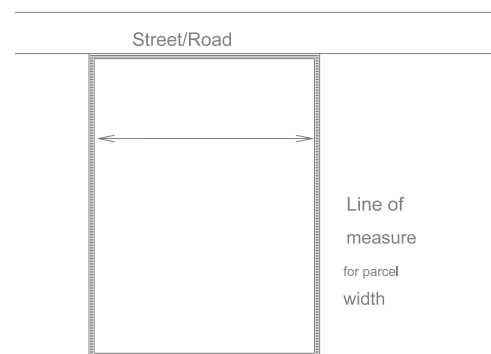 Street/Road
Line of
measure
for parcel
width